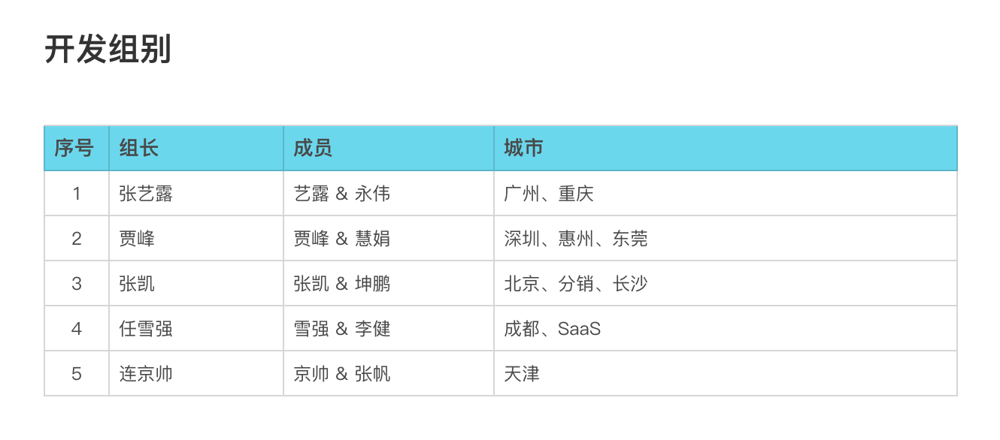 开发组别
序号 组长 成员 城市
1 张艺露 艺露 & 永伟 广州、重庆
2 贾峰 贾峰 & 慧娟 深圳、惠州、东莞
3 张凯 张凯 & 坤鹏 北京、分销、长沙
4 任雪强 雪强 & 李健 成都、SaaS
5 连京帅 京帅 & 张帆 天津